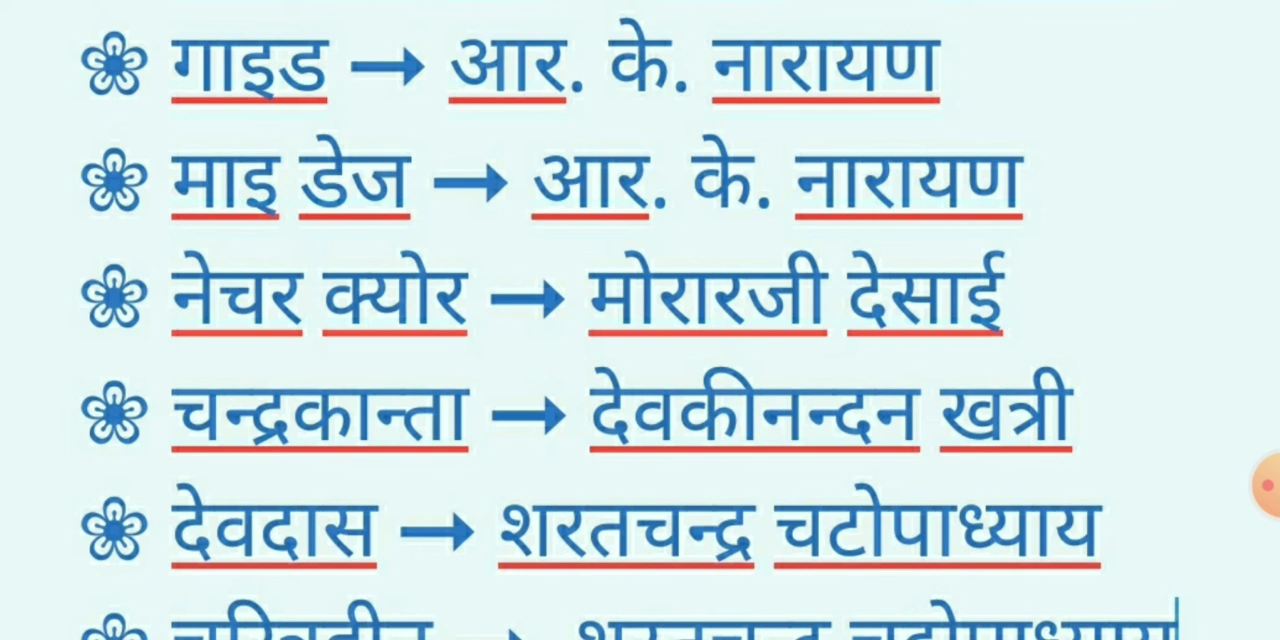 ❀ गाइड → आर. के. नारायण
❀ माइ डेज → आर. के. नारायण
❀ नेचर क्योर → मोरारजी देसाई
❀ चन्द्रकान्ता → देवकीनन्दन खत्री
❀ देवदास → शरतचन्द्र चटोपाध्याय